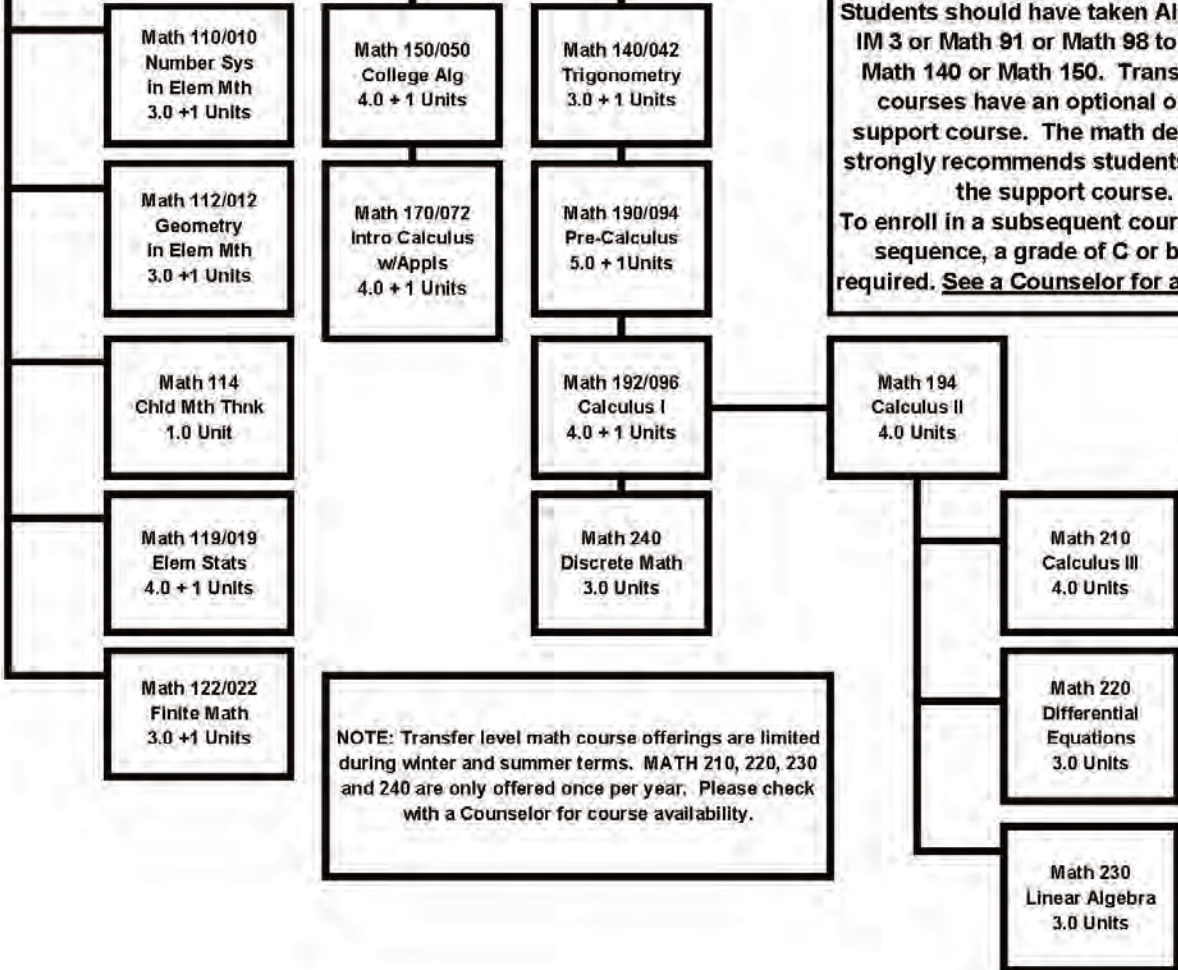 Math 110/010
Number Sys
in Elem Mth
3.0 +1 Units
Math 150/050
College Alg
4.0 + 1 Units
Math 140/042
Trigonometry
3.0 + 1 Units
Students should have taken
IM 3 or Math 91 or Math 98 to
Math 140 or Math 150.
courses have an optional
support course. The math
strongly recommends students
the support course.
To enroll in a subsequent
sequence, a grade of C or
required. See a Counselor for
Math 112/012
Geometry
in Elem Mth
3.0 +1 Units
Math 170/072
Intro Calculus
w/Appls
4.0 + 1 Units
Math 190/094
Pre-Calculus
5.0 + 1Units
Math 114
Chld Mth Thnk
1.0 Unit
Math 192/096
Calculus I
4.0 + 1 Units
Math 194
Calculus II
4.0 Units
Math 119/019
Elem Stats
4.0 + 1 Units
Math 240
Discrete Math
3.0 Units
Math 210
Calculus III
4.0 Units
Math 122/022
Finite Math
3.0 +1 Units
NOTE: Transfer level math course offerings are limited
during winter and summer terms. MATH 210, 220, 230
and 240 are only offered once per year. Please check
with a Counselor for course availability.
Math 220
Differential
Equations
3.0 Units
Math 230
Linear Algebra
3.0 Units